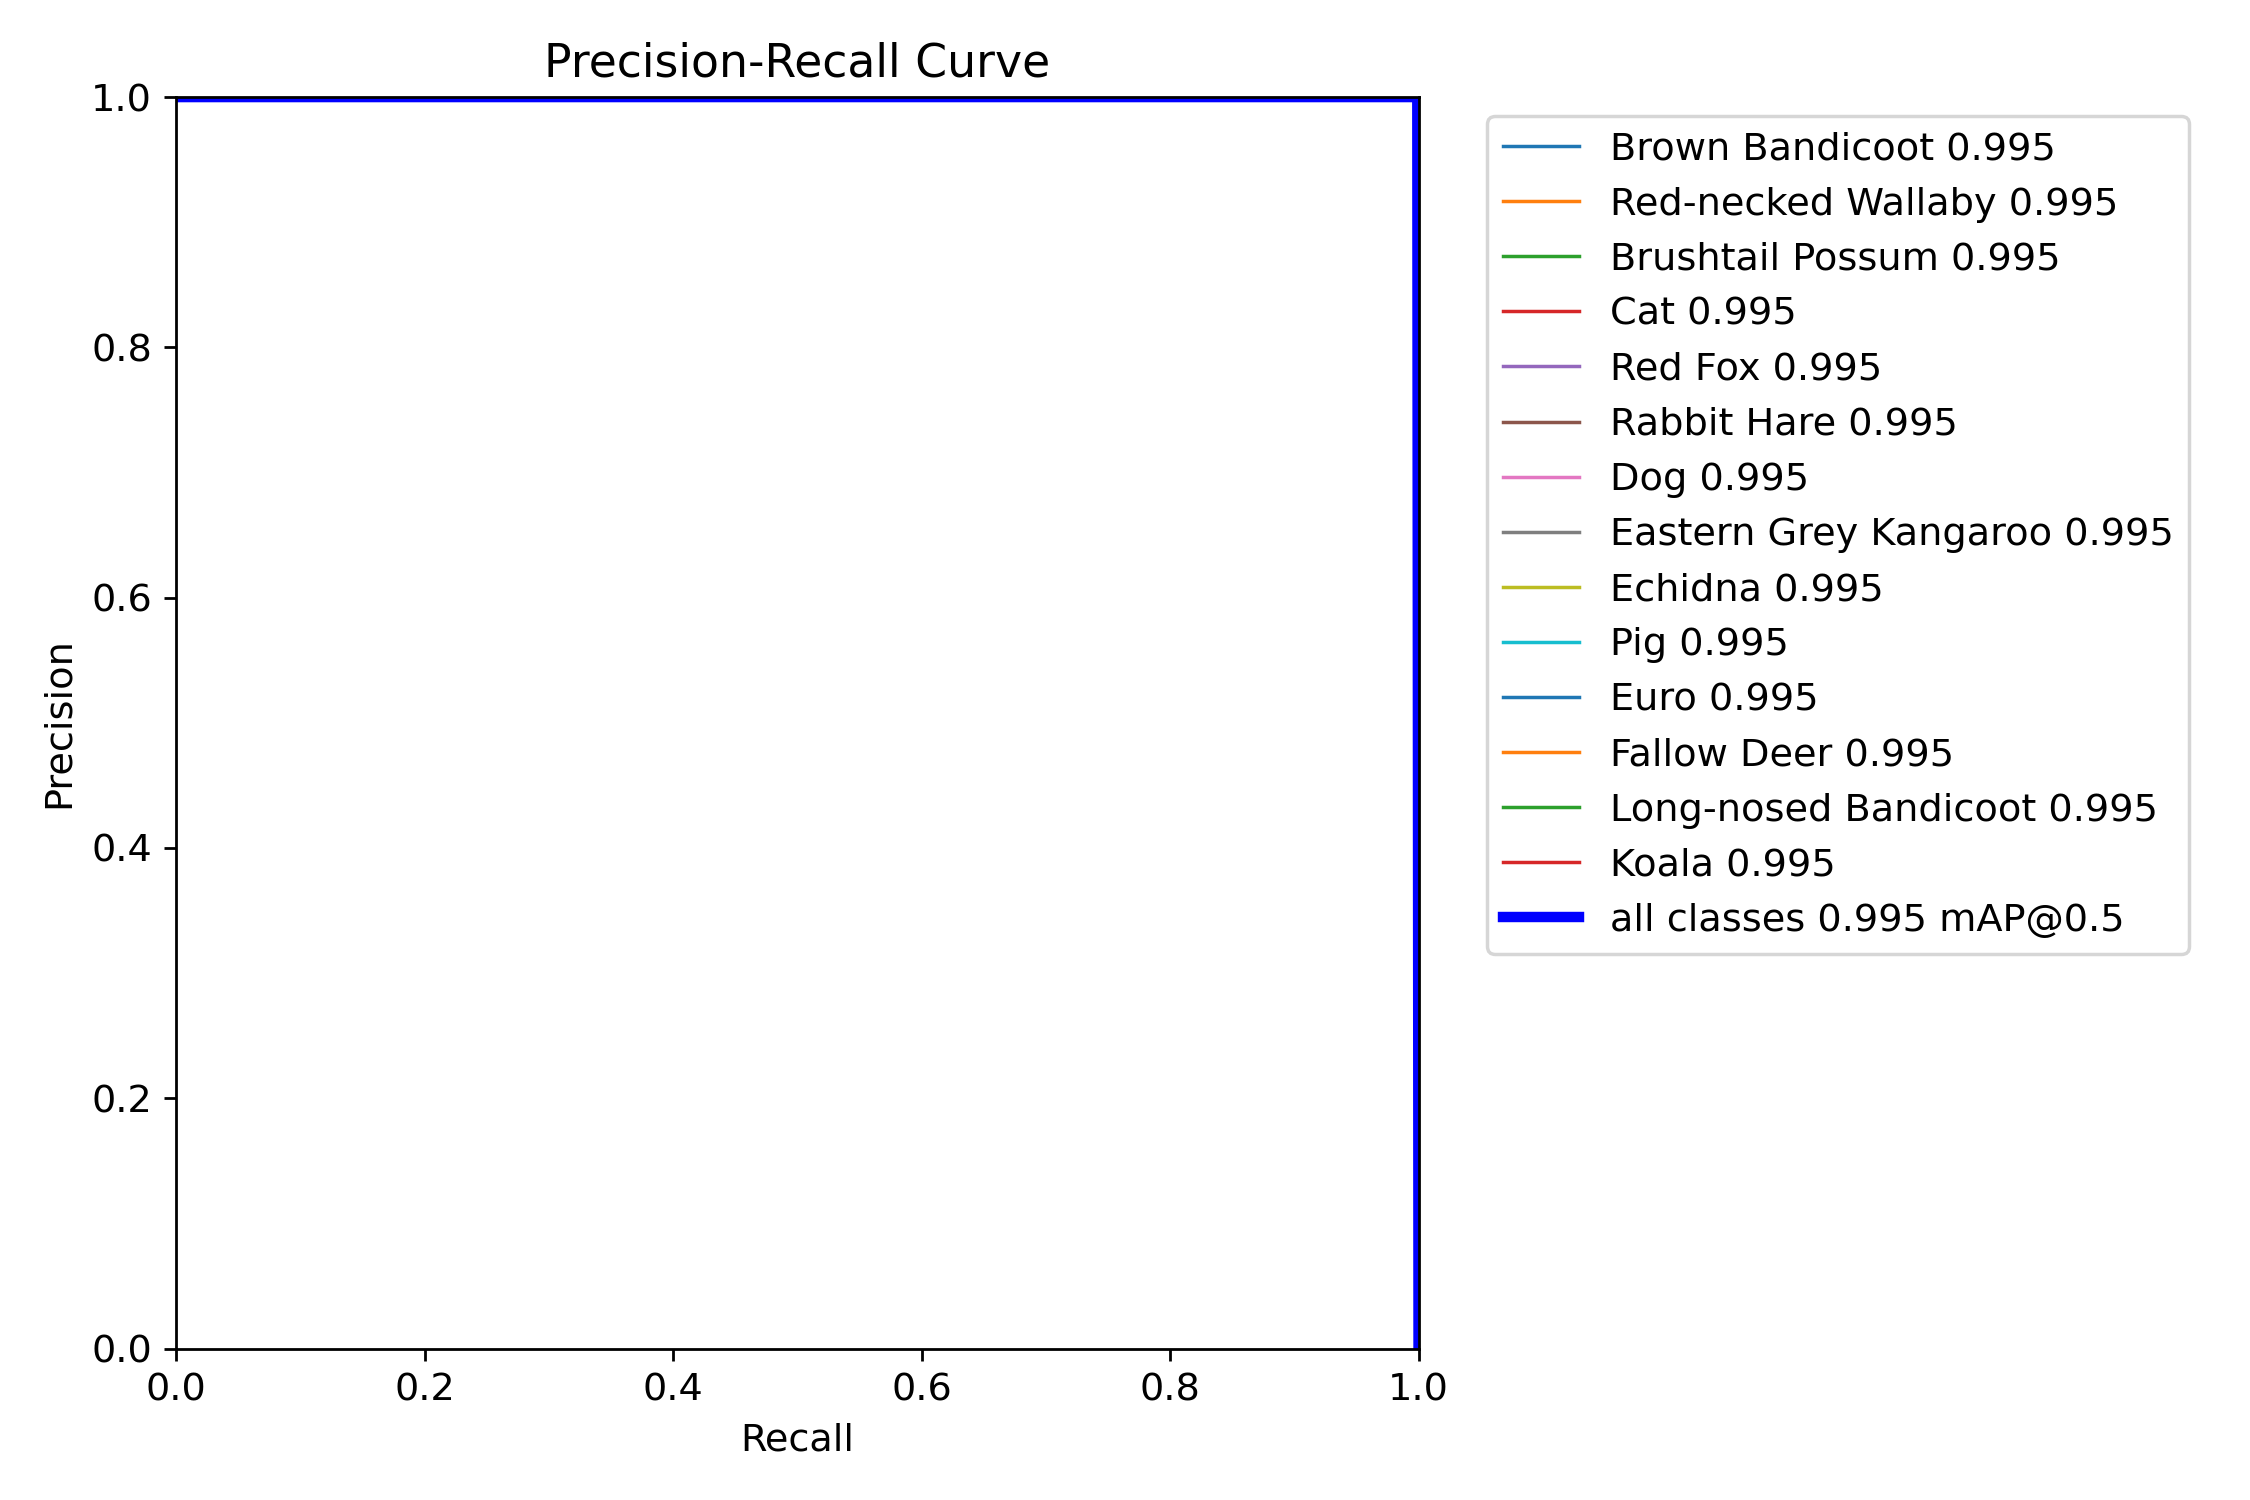 Precision-Recall Curve
1.0
0.8
0.6
0.4
0.2
0.0
Precision
0.0 0.2 0.4 0.6 0.8 1.0
Recall
Brown Bandicoot 0.995
Red-necked Wallaby 0.995
Brushtail Possum 0.995
Cat 0.995
Red Fox 0.995
Rabbit Hare 0.995
Dog 0.995
Eastern Grey Kangaroo 0.995
Echidna 0.995
Pig 0.995
Euro 0.995
Fallow Deer 0.995
Long-nosed Bandicoot 0.995
Koala 0.995
all classes 0.995 mAP@0.5